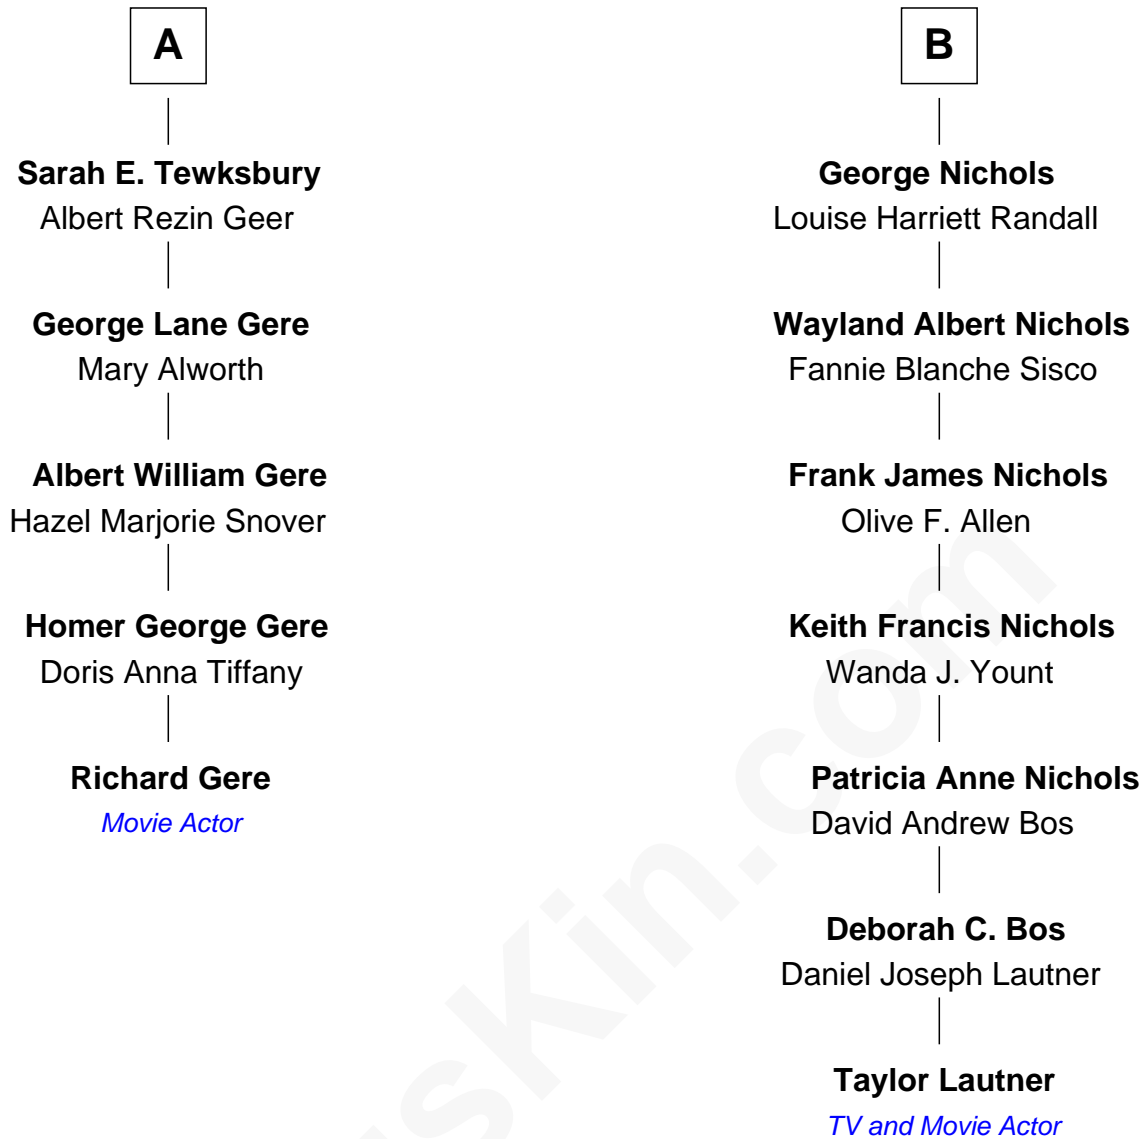 A
Sarah E. Tewksbury
Albert Rezin Geer
George Lane Gere
Mary Alworth
Albert William Gere
Hazel Marjorie Snover
Homer George Gere
Doris Anna Tiffany
Richard Gere
Movie Actor
B
George Nichols
Louise Harriett Randall
Wayland Albert Nichols
Fannie Blanche Sisco
Frank James Nichols
Olive F. Allen
Keith Francis Nichols
Wanda J. Yount
Patricia Anne Nichols
David Andrew Bos
Deborah C. Bos
Daniel Joseph Lautner
Taylor Lautner
TV and Movie Actor
sKin.com